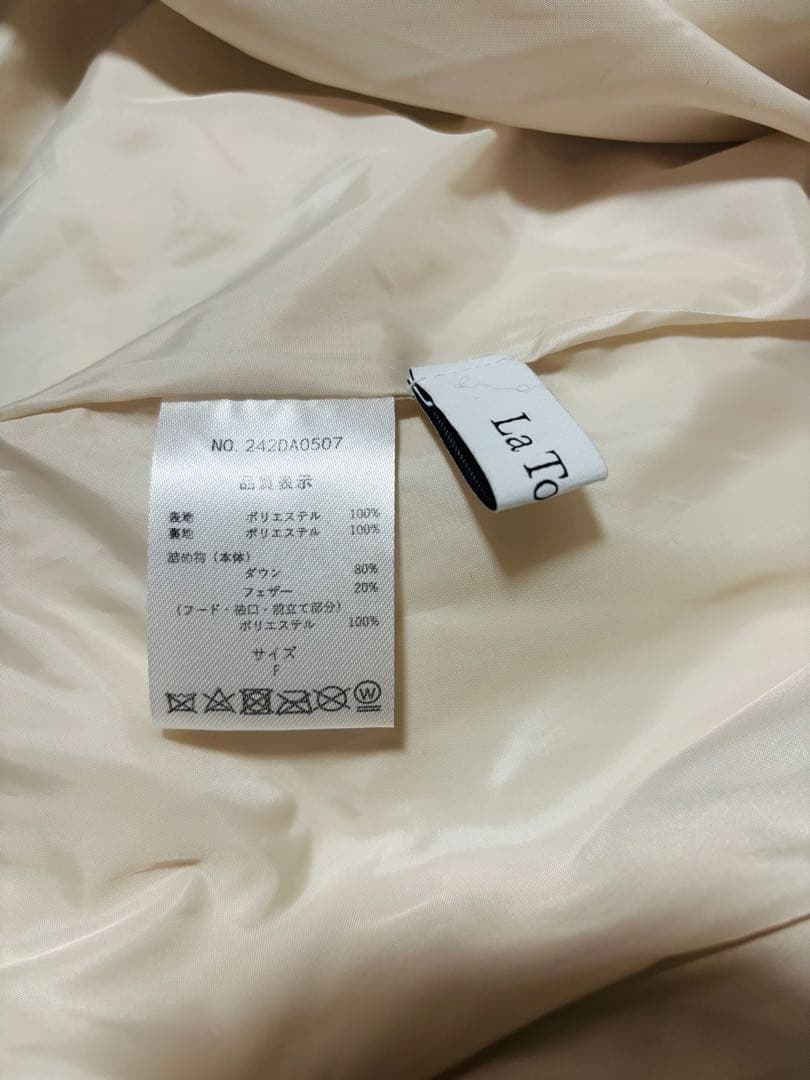 NO. 242DA0507
品質表示
表地 ポリエステル 100%
裏地 ポリエステル 100%
詰め物(本体)
ダウン 80%
フェザー 20%
(フード・袖口・前立て部分)
ポリエステル 100%
サイズ
F
W
La To